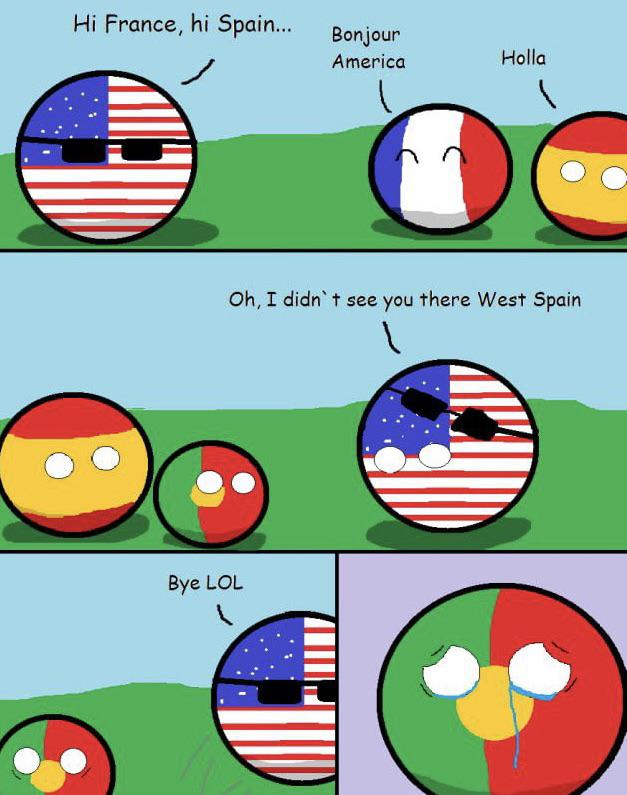 Hi France, hi Spain...
Bonjour
America
Holla
Oh, I didn`t see you there West Spain
Bye LOL